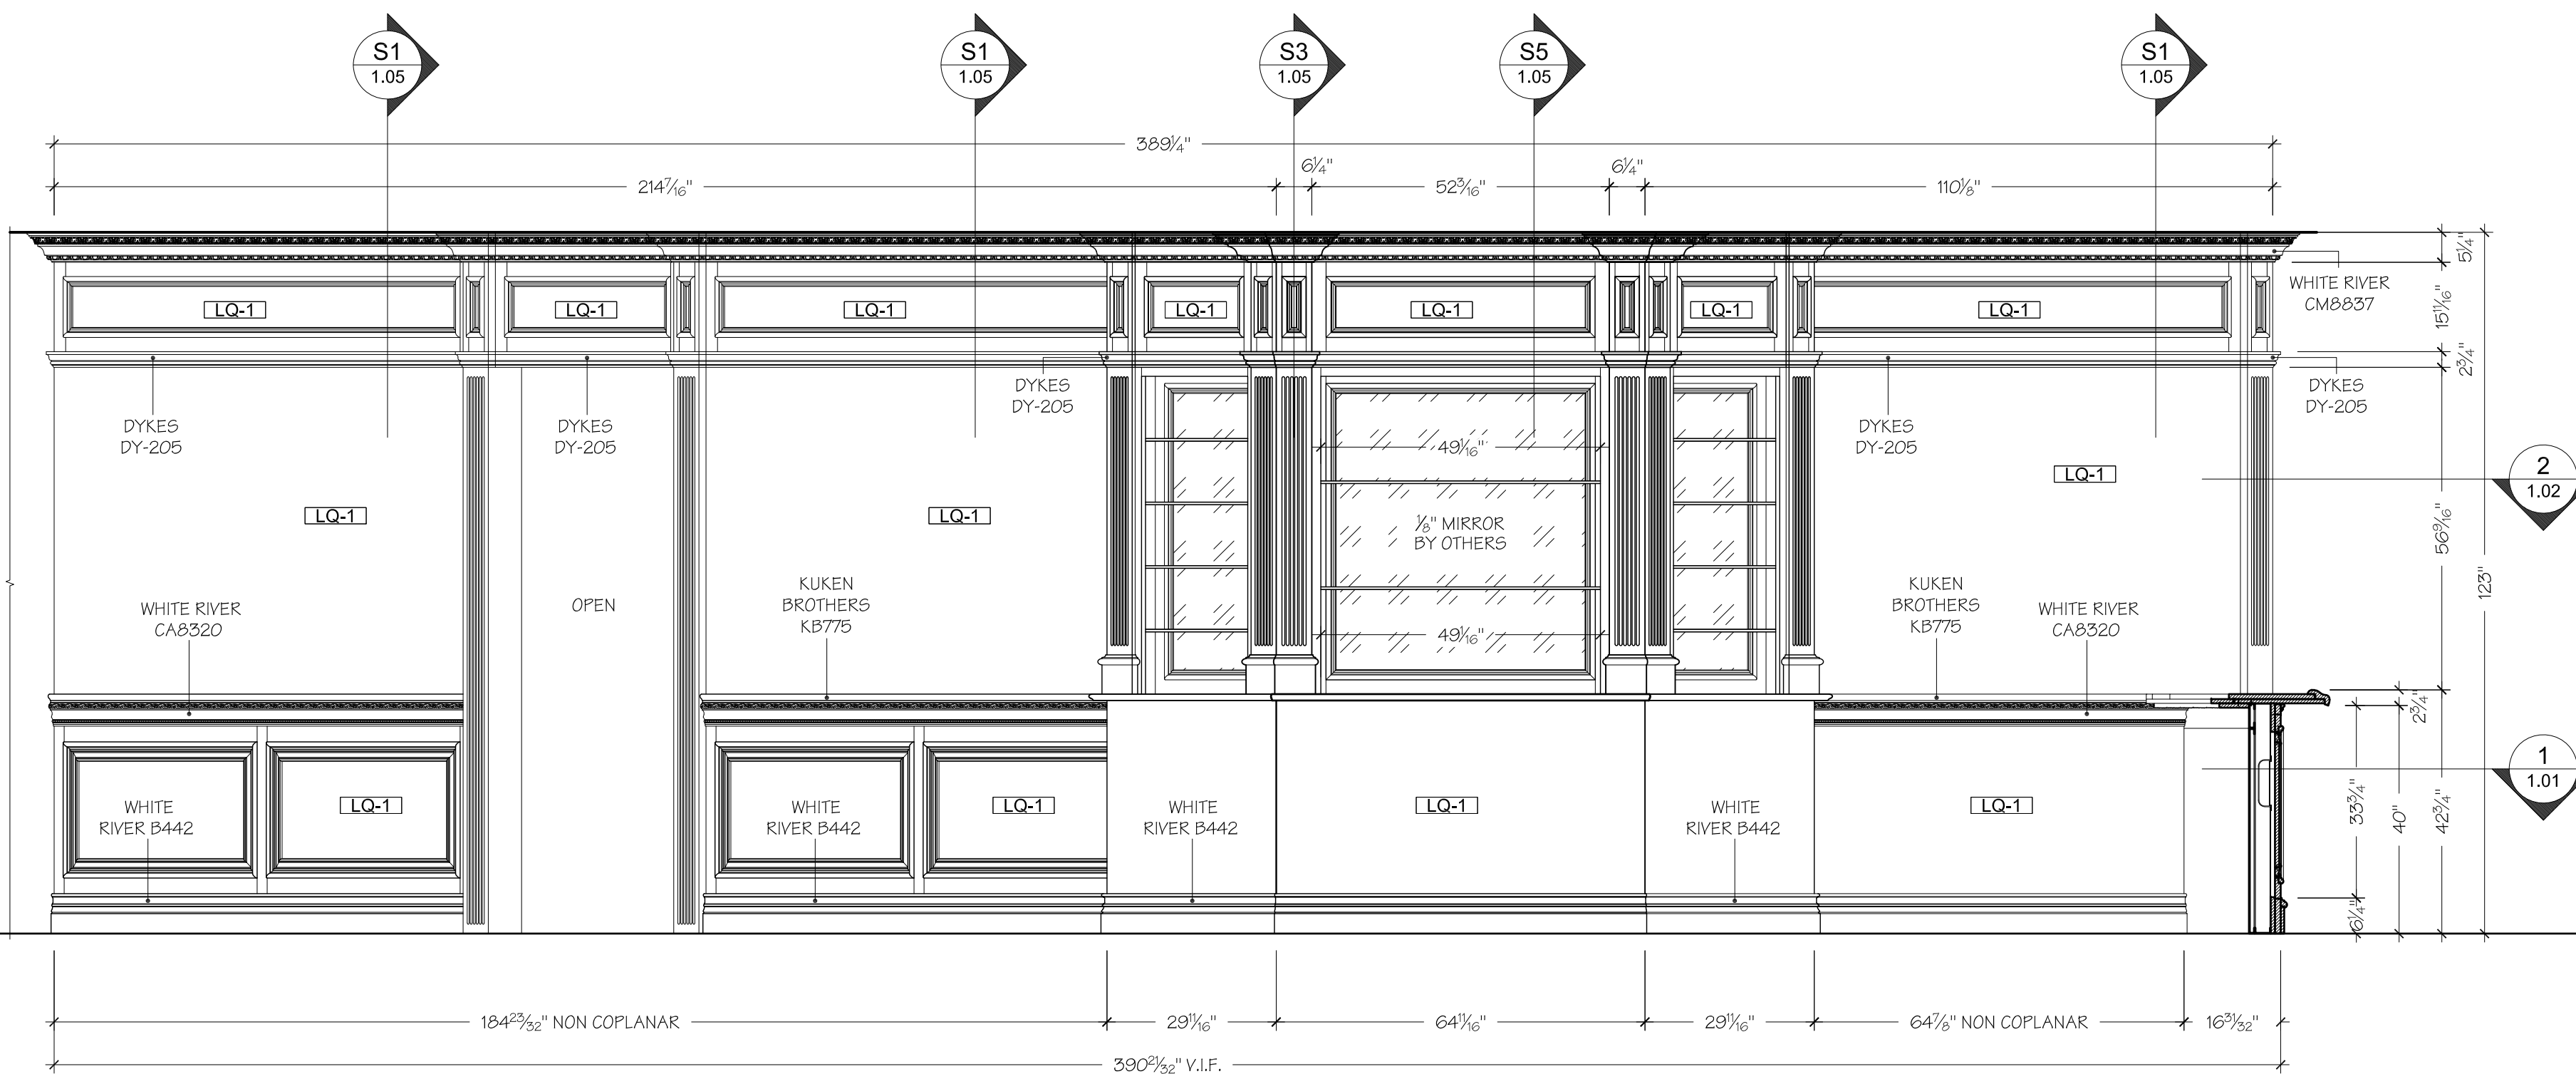 S1
1.05
S1
1.05
S3
1.05
S5
1.05
S1
1.05
389¼"
6¼"
6¼"
214⁷⁄₁₆"
52³⁄₁₆"
110⅛"
5¼"
WHITE RIVER
CM8837
LQ-1
LQ-1
LQ-1
LQ-1
LQ-1
LQ-1
LQ-1
15¹¹⁄₁₆"
2¾"
DYKES
DY-205
DYKES
DY-205
DYKES
DY-205
DYKES
DY-205
DYKES
DY-205
49¹⁄₁₆"
LQ-1
2
1.02
LQ-1
LQ-1
⅛" MIRROR
BY OTHERS
56⁹⁄₁₆"
123"
WHITE RIVER
CA8320
OPEN
KUKEN
BROTHERS
KB775
KUKEN
BROTHERS
KB775
WHITE RIVER
CA8320
49¹⁄₁₆"
2¾"
1
1.01
WHITE
RIVER B442
LQ-1
WHITE
RIVER B442
LQ-1
WHITE
RIVER B442
LQ-1
WHITE
RIVER B442
LQ-1
33¾"
40"
42¾"
6¼"
184²³⁄₃₂" NON COPLANAR
29¹¹⁄₁₆"
64¹¹⁄₁₆"
29¹¹⁄₁₆"
64⅞" NON COPLANAR
16³¹⁄₃₂"
390²¹⁄₃₂" V.I.F.